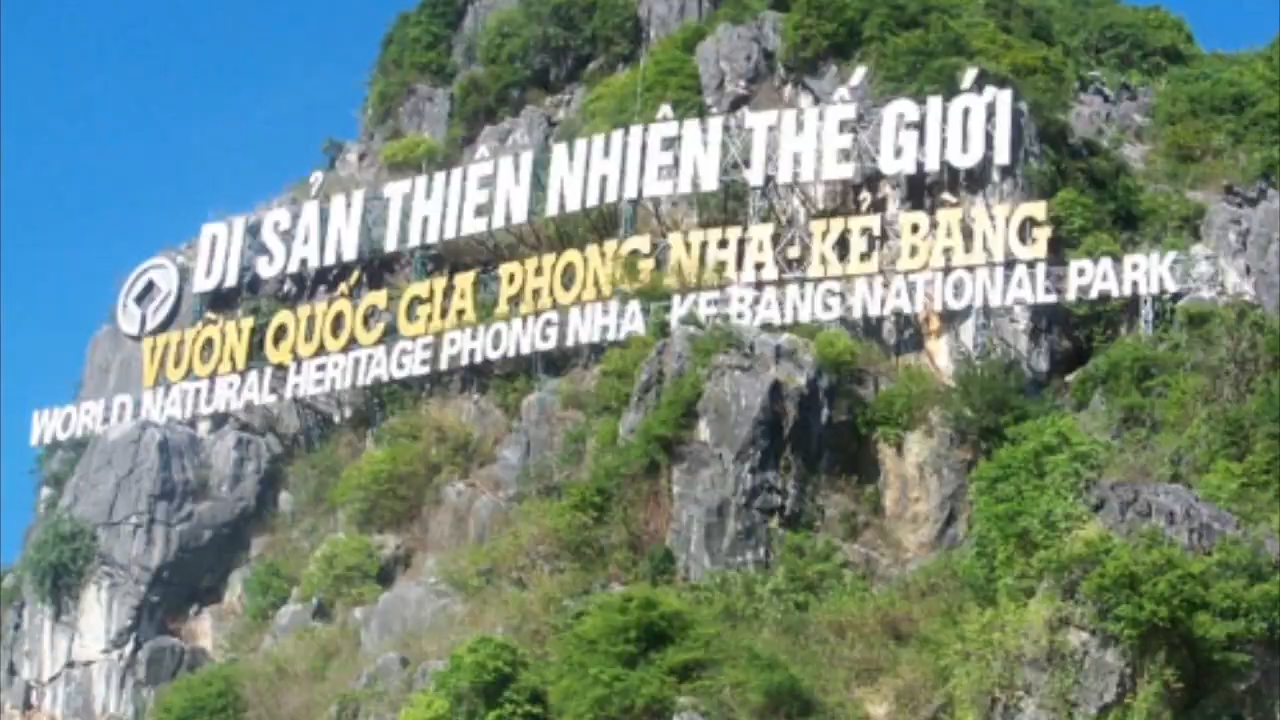 DI SẢN THIÊN NHIÊN THẾ GIỚI
VƯỜN QUỐC GIA PHONG NHA - KẺ BÀNG
WORLD NATURAL HERITAGE PHONG NHA KE BANG NATIONAL PARK